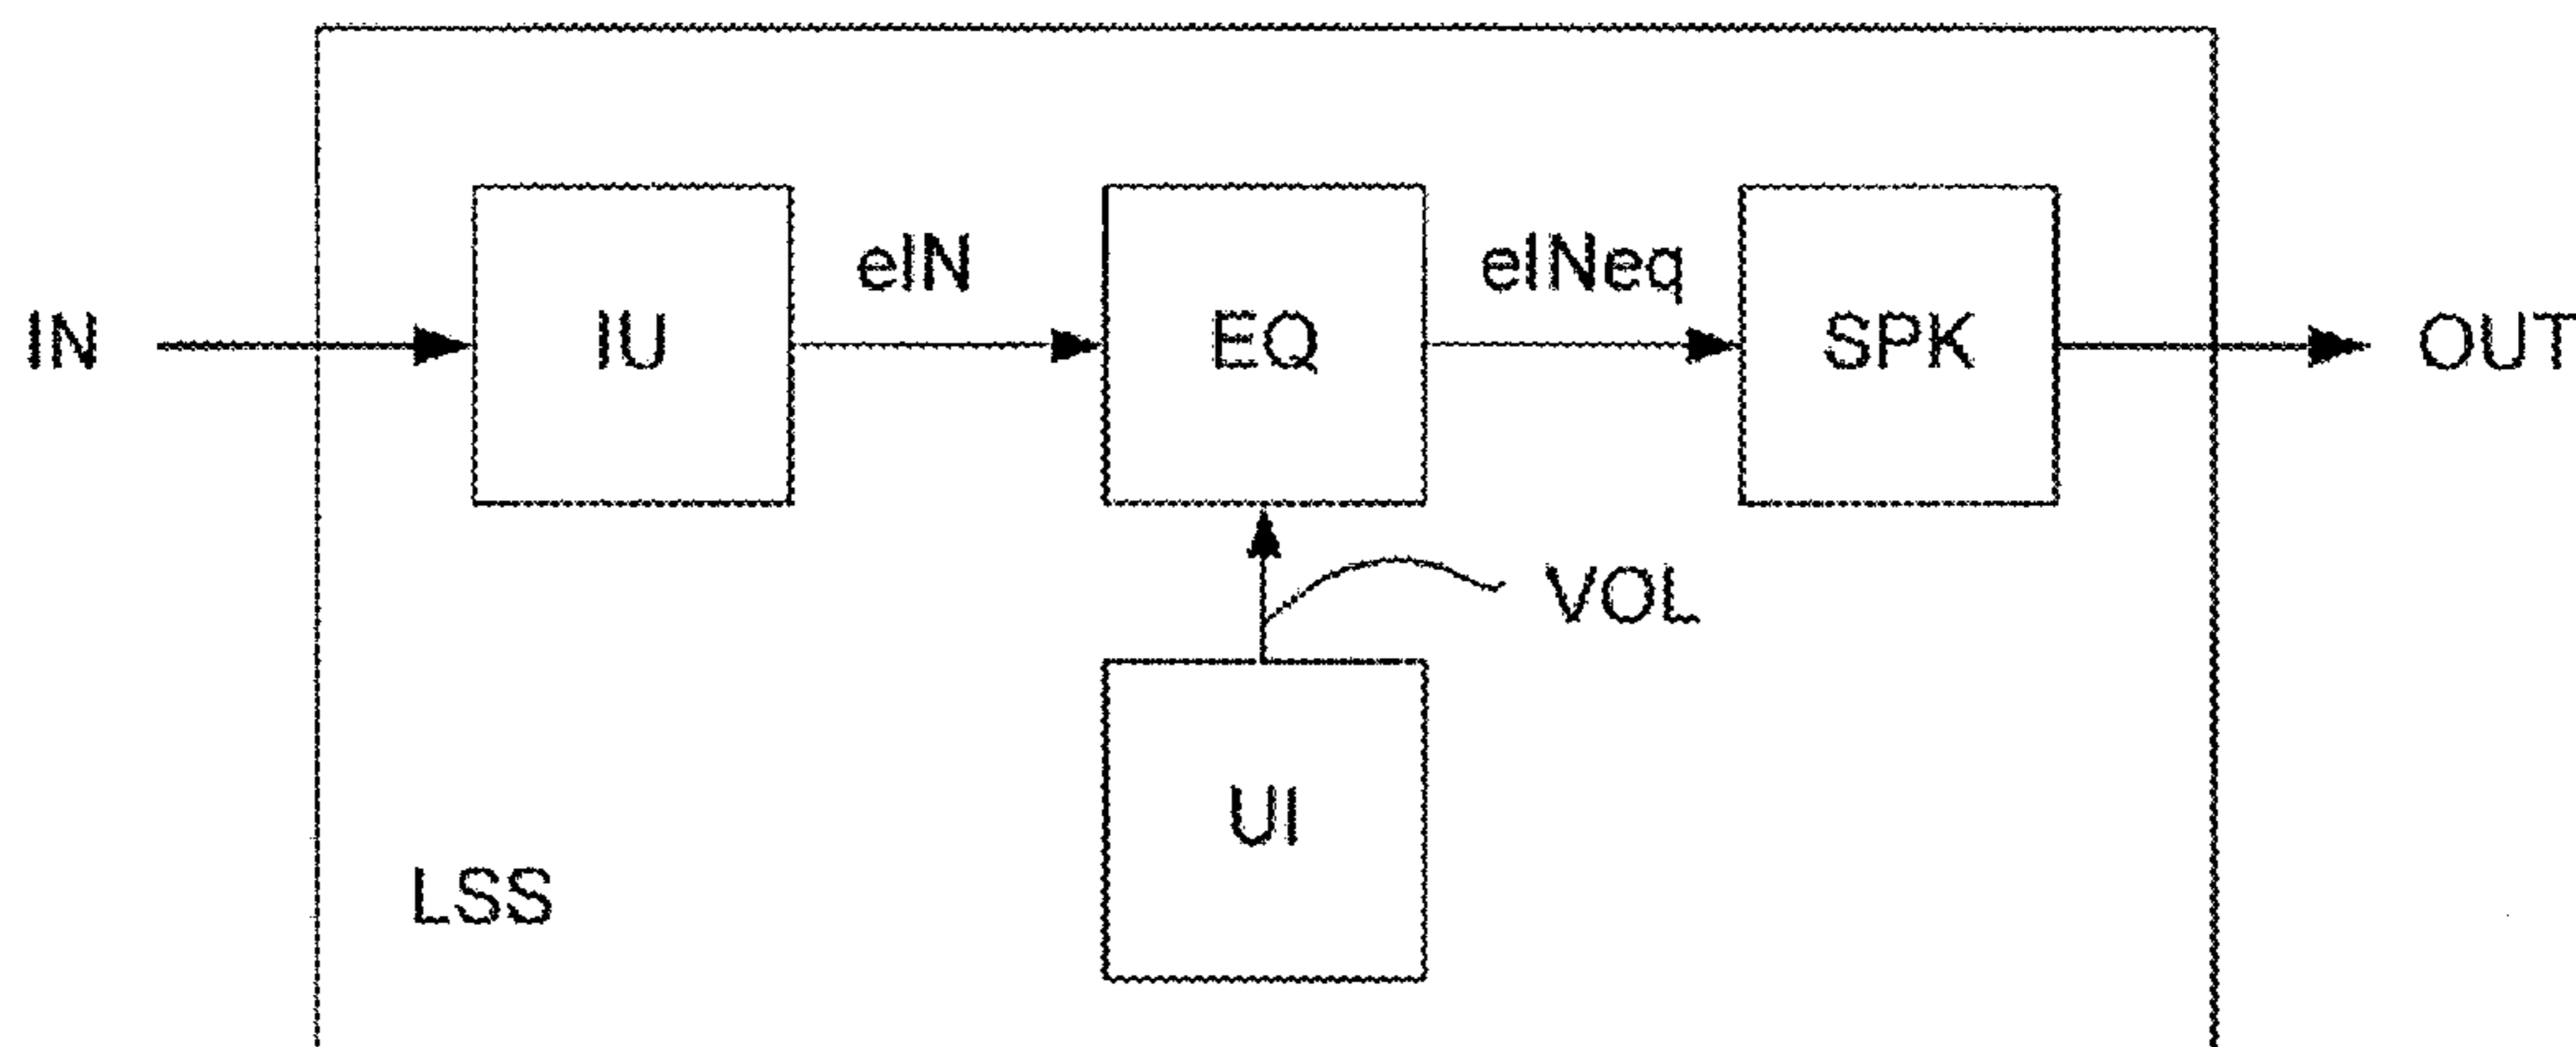 eIN
eINeq
IN
IU
EQ
SPK
OUT
VOL
UI
LSS